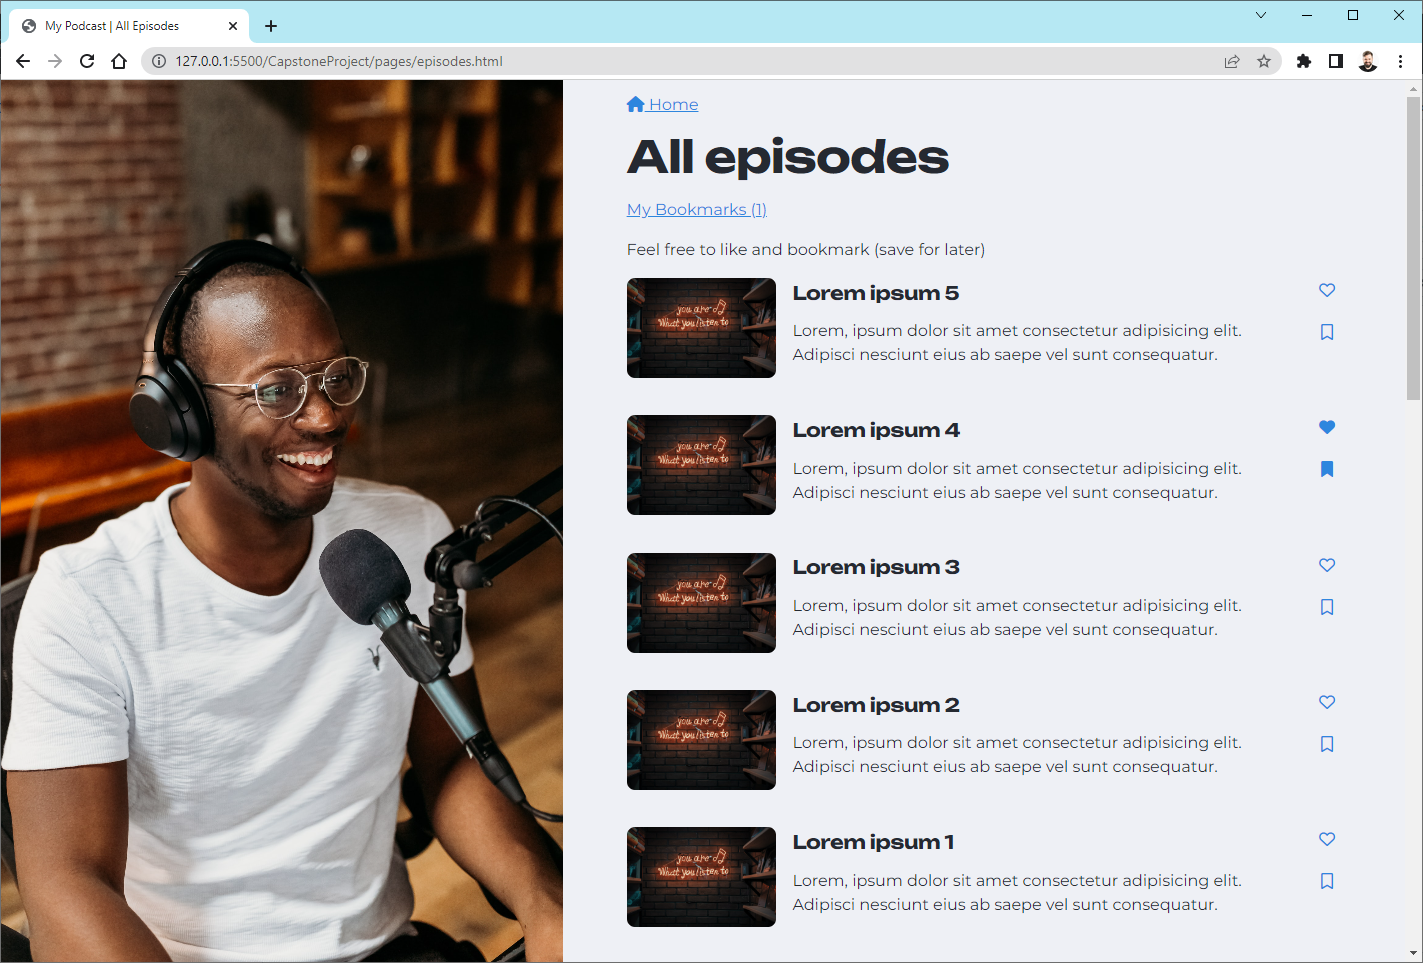 My Podcast | All Episodes
127.0.0.1:5500/CapstoneProject/pages/episodes.html
Home
All episodes
My Bookmarks (1)
Feel free to like and bookmark (save for later)
you are
What you listen to
Lorem ipsum 5
Lorem, ipsum dolor sit amet consectetur adipisicing elit.
Adipisci nesciunt eius ab saepe vel sunt consequatur.
you are
What you listen to
Lorem ipsum 4
Lorem, ipsum dolor sit amet consectetur adipisicing elit.
Adipisci nesciunt eius ab saepe vel sunt consequatur.
you are
What you listen to
Lorem ipsum 3
Lorem, ipsum dolor sit amet consectetur adipisicing elit.
Adipisci nesciunt eius ab saepe vel sunt consequatur.
you are
What you listen to
Lorem ipsum 2
Lorem, ipsum dolor sit amet consectetur adipisicing elit.
Adipisci nesciunt eius ab saepe vel sunt consequatur.
you are
What you listen to
Lorem ipsum 1
Lorem, ipsum dolor sit amet consectetur adipisicing elit.
Adipisci nesciunt eius ab saepe vel sunt consequatur.